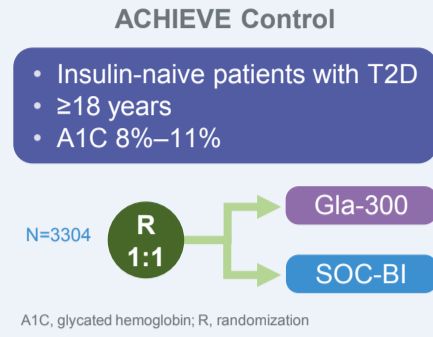 ACHIEVE Control
• Insulin-naive patients with T2D
• ≥18 years
• A1C 8%–11%
N=3304
R
1:1
Gla-300
SOC-BI
A1C, glycated hemoglobin; R, randomization